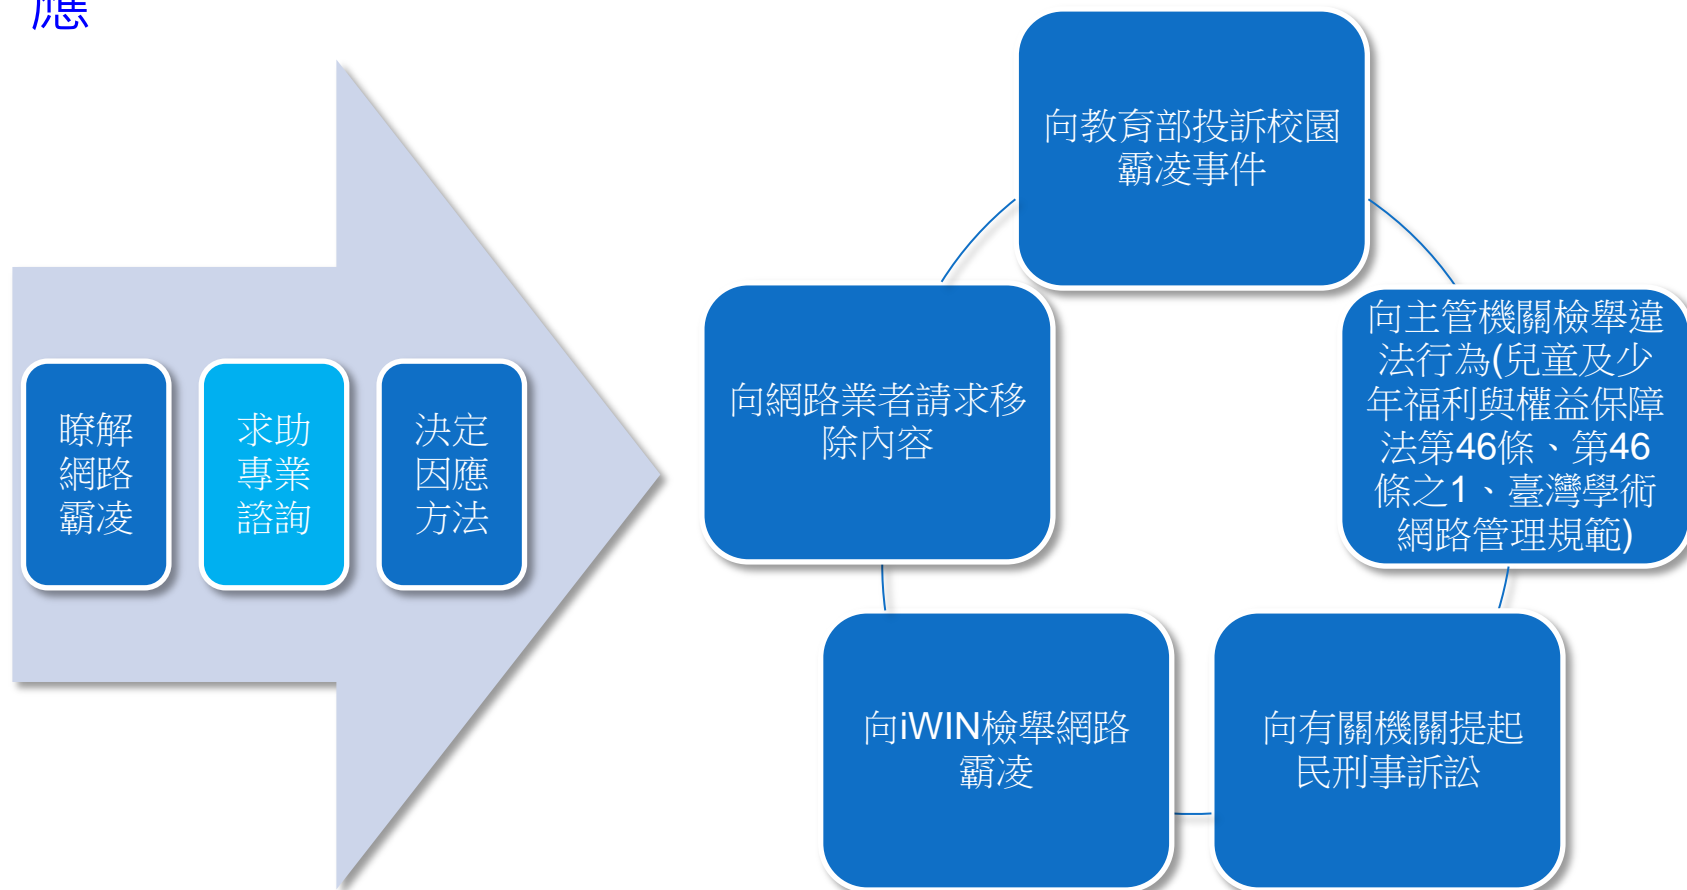 應
瞭解
網路
霸凌
求助
專業
諮詢
決定
因應
方法
向教育部投訴校園
霸凌事件
向主管機關檢舉違
法行為(兒童及少
年福利與權益保障
法第46條、第46
條之1、臺灣學術
網路管理規範)
向有關機關提起
民刑事訴訟
向iWIN檢舉網路
霸凌
向網路業者請求移
除內容